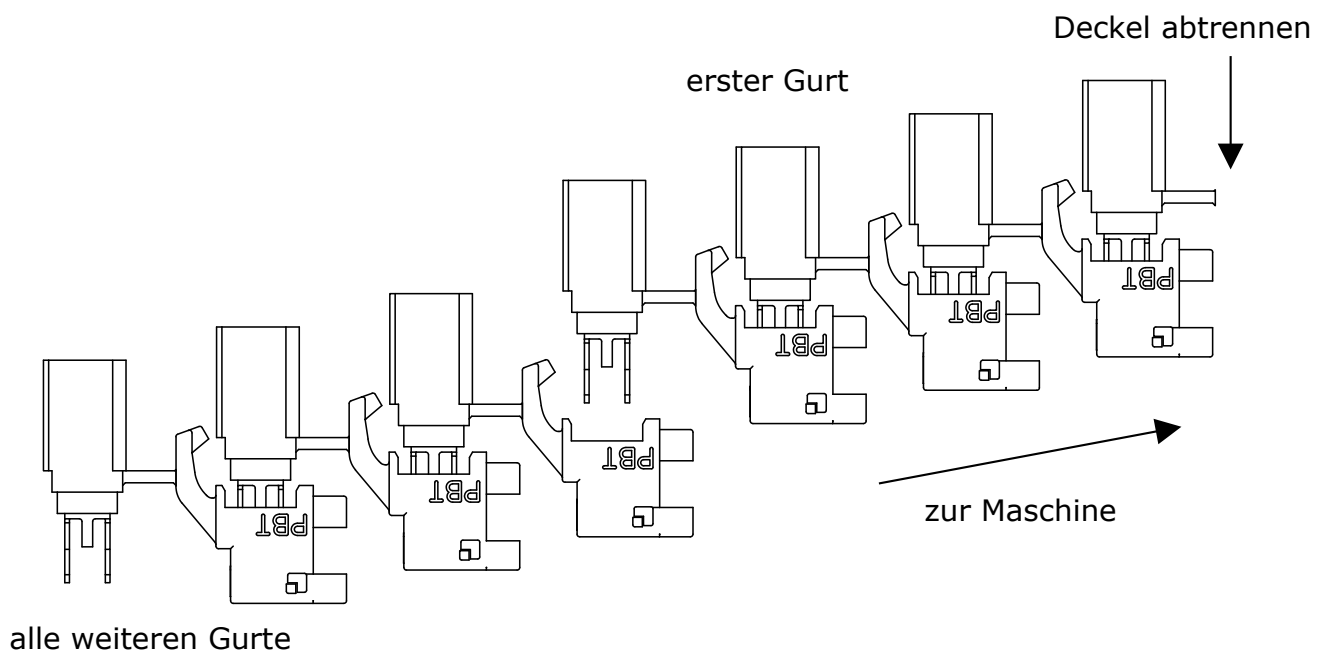 Deckel abtrennen
erster Gurt
PBT
PBT
PBT
PBT
PBT
PBT
zur Maschine
alle weiteren Gurte